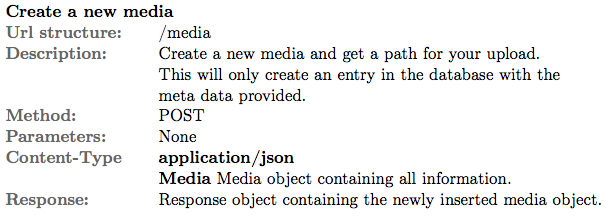 Create a new media
Url structure: /media
Description: Create a new media and get a path for your upload.
This will only create an entry in the database with the
meta data provided.
Method: POST
Parameters: None
Content-Type application/json
Media Media object containing all information.
Response: Response object containing the newly inserted media object.